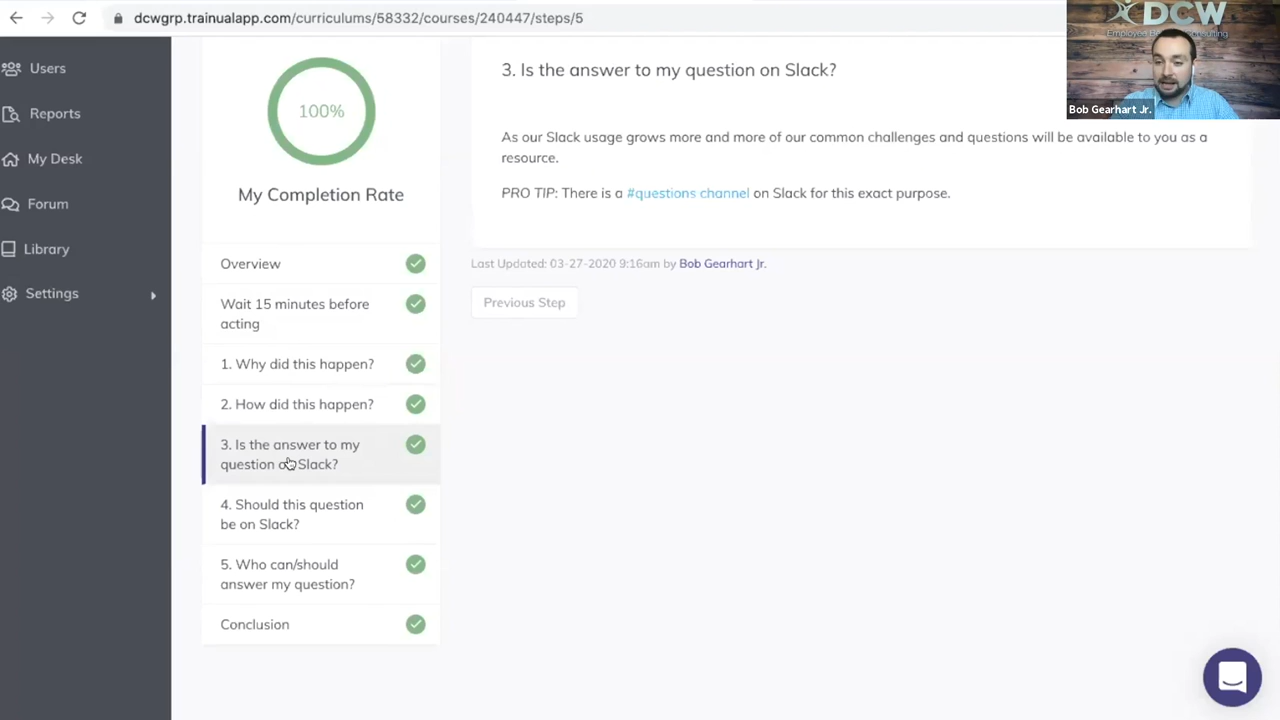 dcwgrp.trainualapp.com/curriculums/58332/courses/240447/steps/5
Users
Reports
My Desk
Forum
Library
Settings
100%
My Completion Rate
Overview
Wait 15 minutes before
acting
1. Why did this happen?
2. How did this happen?
3. Is the answer to my
question on Slack?
4. Should this question
be on Slack?
5. Who can/should
answer my question?
Conclusion
3. Is the answer to my question on Slack?
As our Slack usage grows more and more of our common challenges and questions will be available to you as a
resource.
PRO TIP: There is a #questions channel on Slack for this exact purpose.
Last Updated: 03-27-2020 9:16am by Bob Gearhart Jr.
Previous Step
DCW
Employee
Consulting
Bob Gearhart Jr.